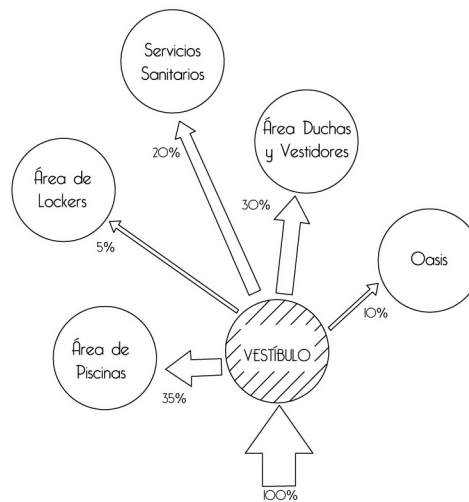 Servicios
Sanitarios
20%
Área Duchas
y Vestidores
30%
Área de
Lockers
5%
Oasis
10%
Área de
Piscinas
35%
VESTÍBULO
100%